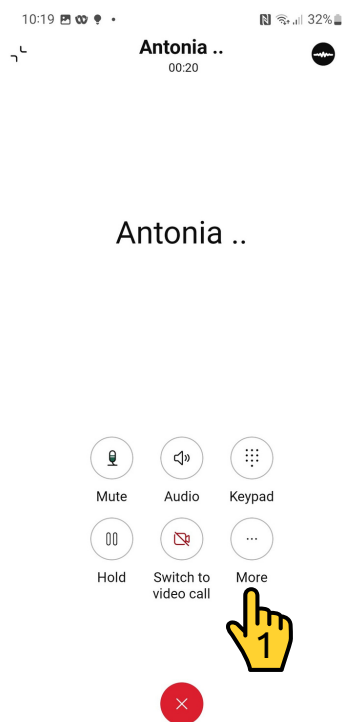 10:19 32%
Antonia ..
00:20
Antonia ..
Mute Audio Keypad
Hold Switch to video call More
1